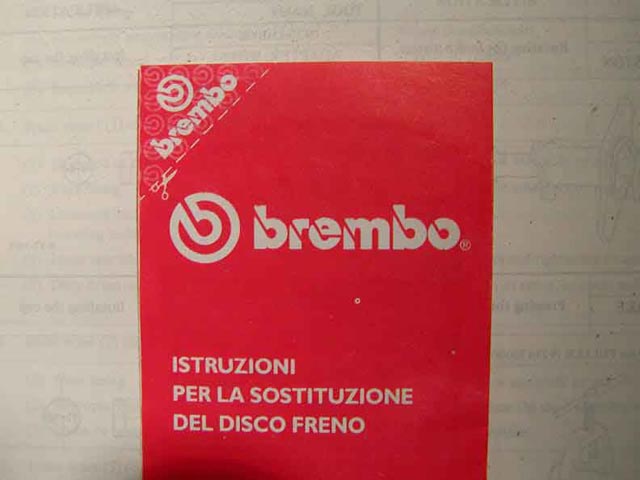 brembo
brembo®
ISTRUZIONI
PER LA SOSTITUZIONE
DEL DISCO FRENO